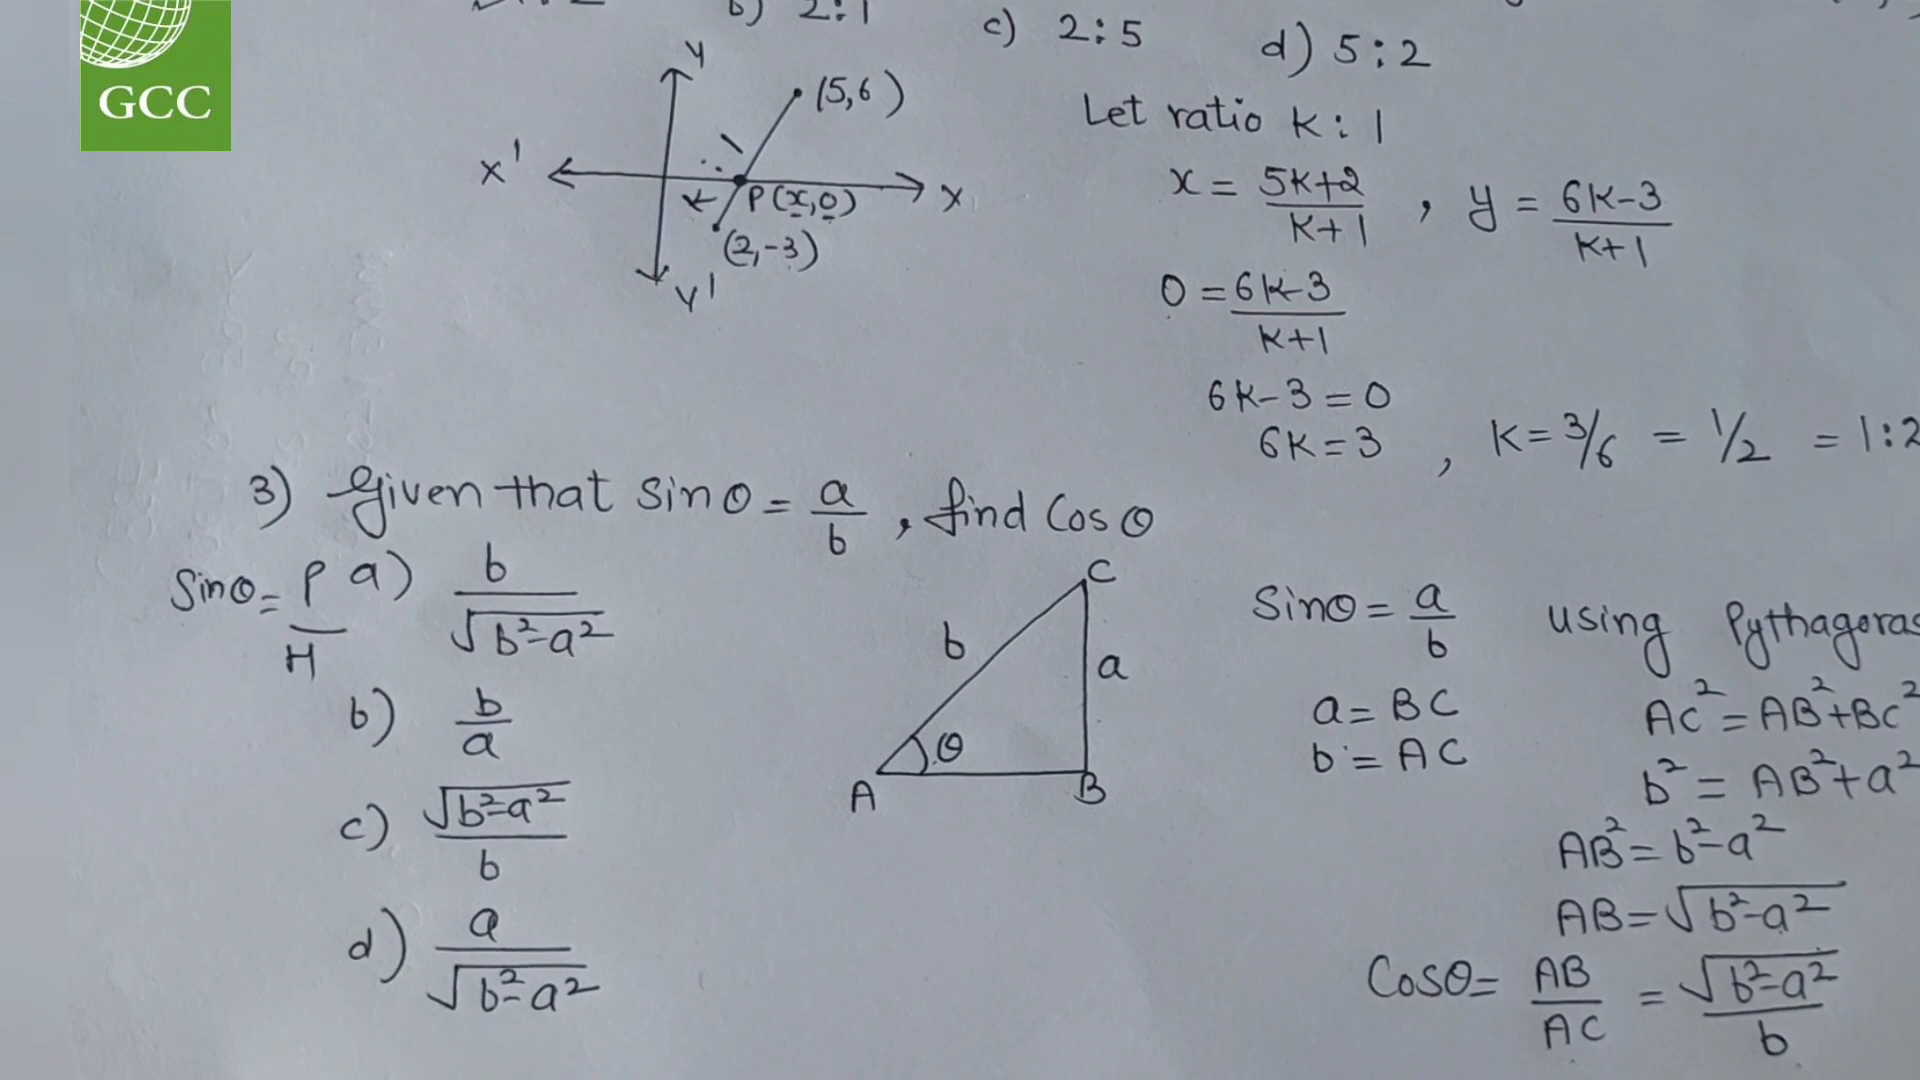 GCC
b) 2:1
c) 2:5
d) 5:2
Y
(5,6)
X'
X
P(x,0)
(2,-3)
Y'
Let ratio K:1
x = 5K+2/K+1 , y = 6K-3/K+1
0 = 6K-3/K+1
6K-3=0
6K=3 , K=3/6 = 1/2 = 1:2
3) Given that Sinθ = a/b , find Cosθ
Sinθ = P/H
a) b/√b²-a²
b) b/a
c) √b²-a²/b
d) a/√b²-a²
C
b
a
θ
A
B
Sinθ = a/b
a = BC
b = AC
using Pythagoras
AC² = AB²+BC²
b² = AB²+a²
AB² = b²-a²
AB = √b²-a²
Cosθ = AB/AC = √b²-a²/b